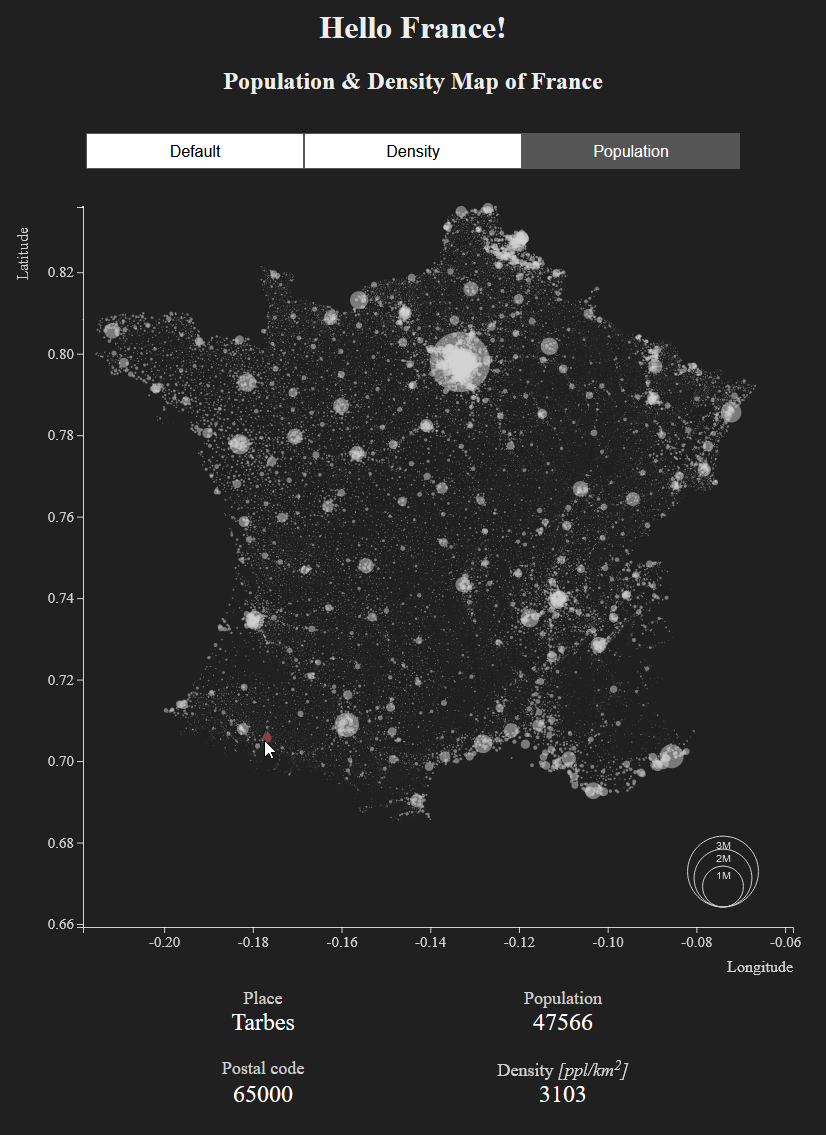 Hello France!
Population & Density Map of France
Default Density Population
Latitude
0.82
0.80
0.78
0.76
0.74
0.72
0.70
0.68
0.66
3M
2M
1M
-0.20 -0.18 -0.16 -0.14 -0.12 -0.10 -0.08 -0.06
Longitude
Place Population
Tarbes 47566
Postal code Density [ppl/km²]
65000 3103